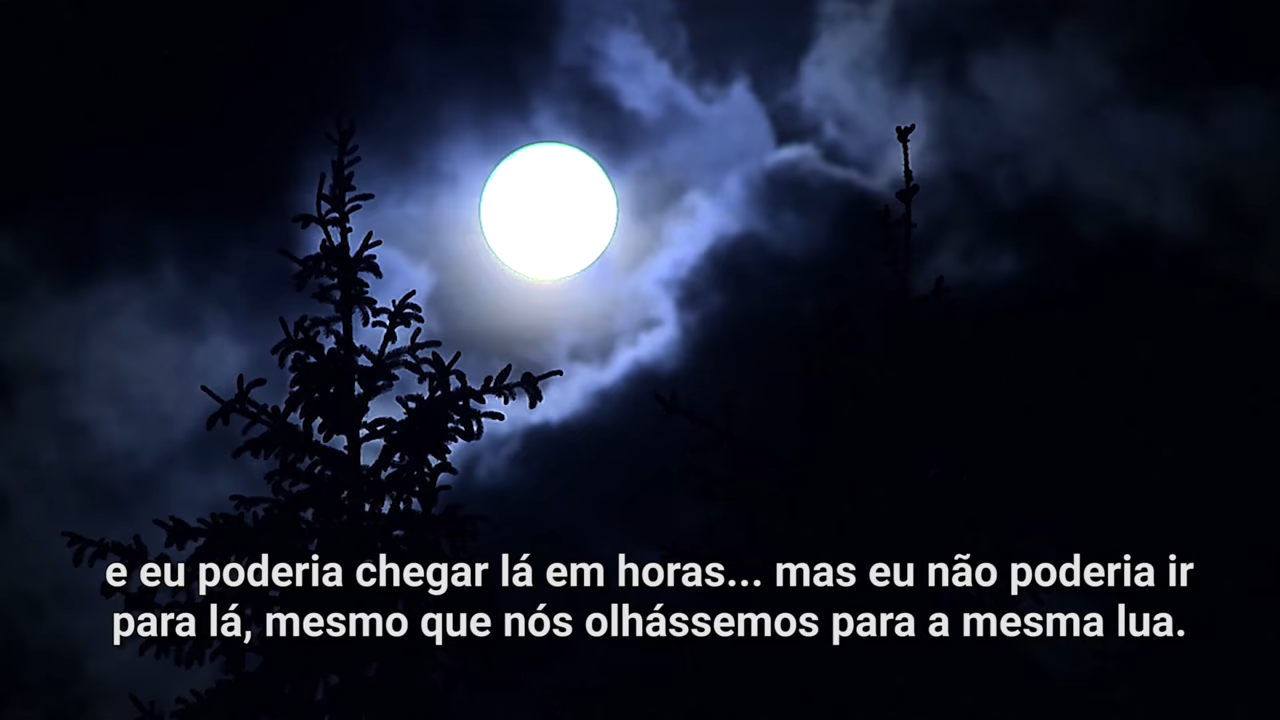 e eu poderia chegar lá em horas... mas eu não poderia ir
para lá, mesmo que nós olhássemos para a mesma lua.